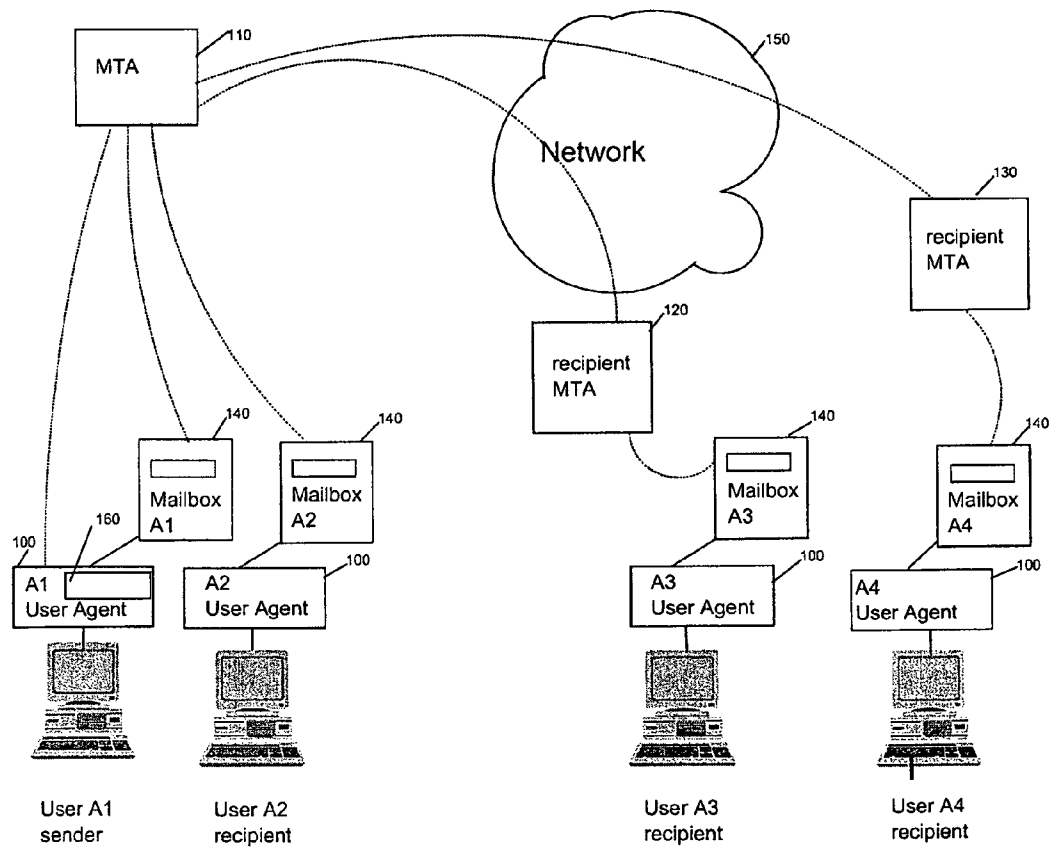 110
MTA
150
Network
130
recipient
MTA
120
recipient
MTA
140
Mailbox
A1
140
Mailbox
A2
140
Mailbox
A3
140
Mailbox
A4
160
100
A1
User Agent
100
A2
User Agent
100
A3
User Agent
100
A4
User Agent
User A1
sender
User A2
recipient
User A3
recipient
User A4
recipient